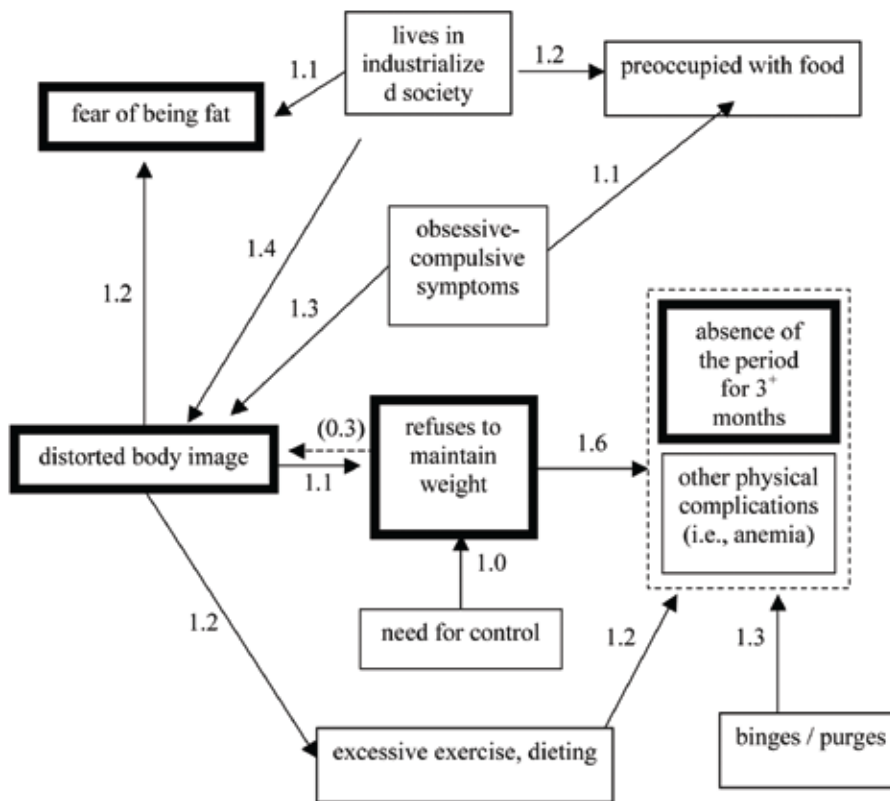 lives in
industrialize
d society
1.1
1.2
preoccupied with food
fear of being fat
1.1
obsessive-
compulsive
symptoms
1.4
1.2
1.3
absence of
the period
for 3+
months
distorted body image
(0.3)
1.1
refuses to
maintain
weight
1.6
other physical
complications
(i.e., anemia)
1.0
1.2
need for control
1.2
1.3
excessive exercise, dieting
binges / purges